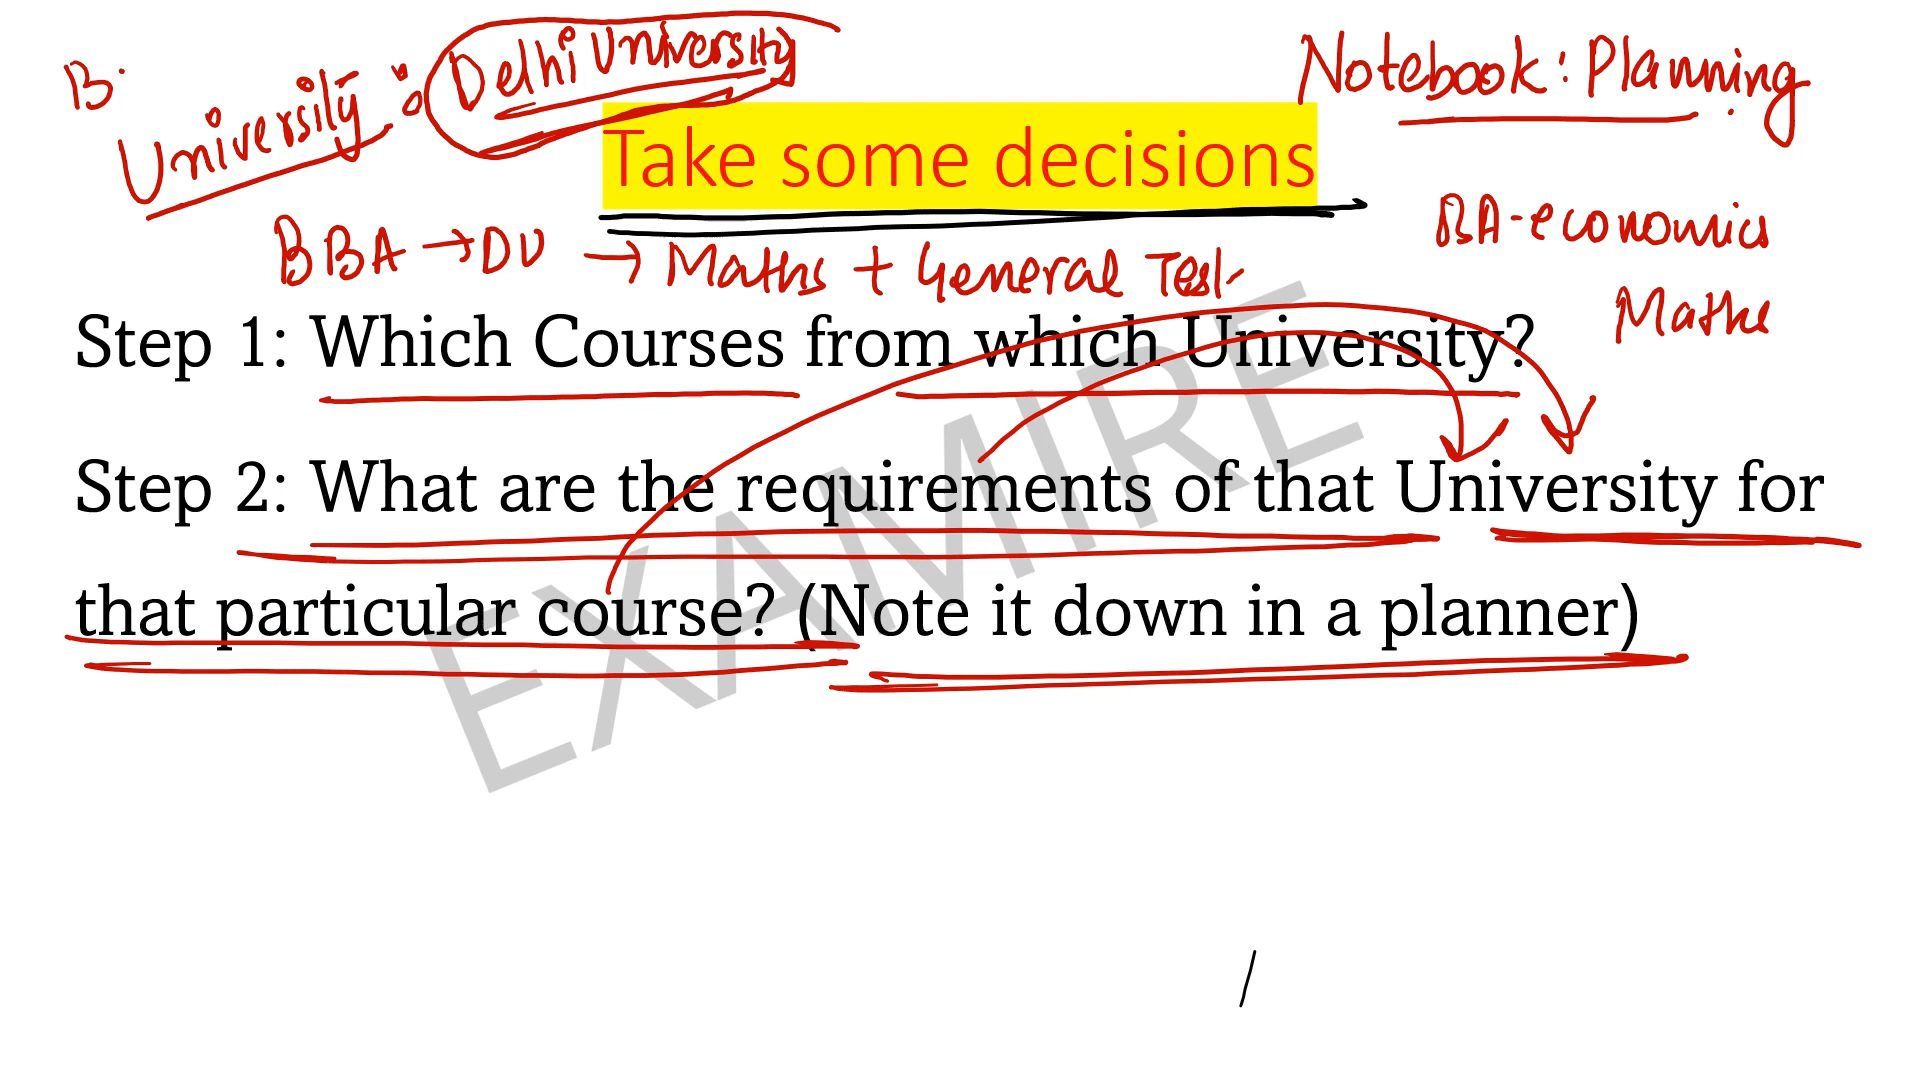 B.
University : Delhi University
Notebook : Planning
Take some decisions
BA-economics
BBA → DU → Maths + General Test
Maths
Step 1: Which Courses from which University?
Step 2: What are the requirements of that University for
that particular course? (Note it down in a planner)
EXAMIRE